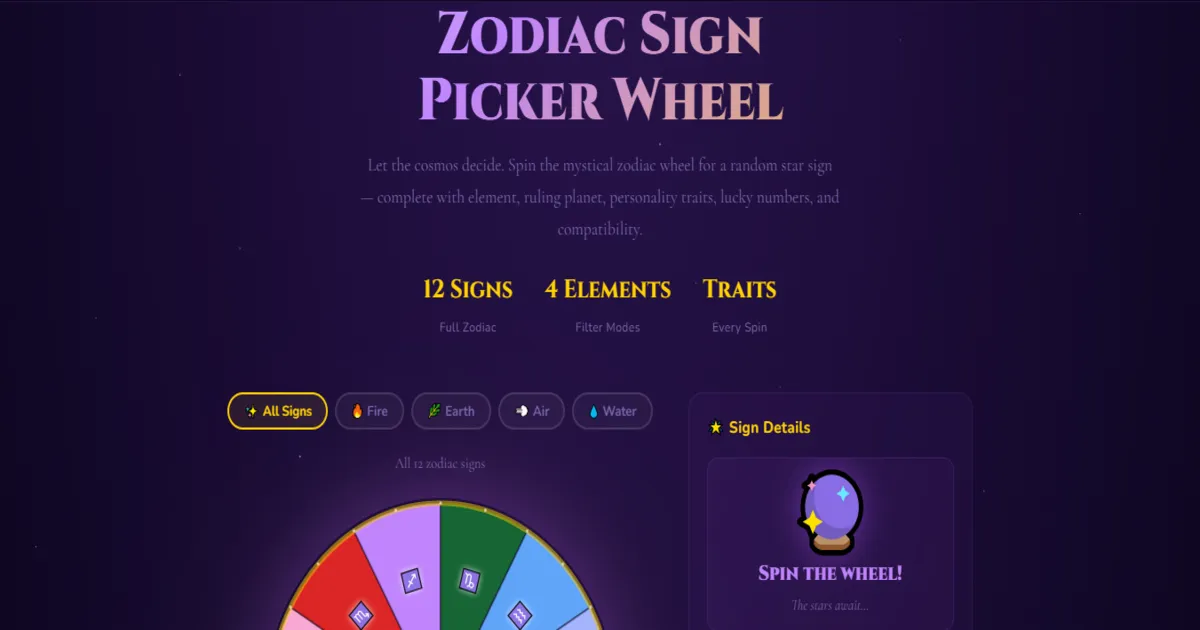 Zodiac Sign
Picker Wheel
Let the cosmos decide. Spin the mystical zodiac wheel for a random star sign
— complete with element, ruling planet, personality traits, lucky numbers, and
compatibility.
12 Signs 4 Elements Traits
Full Zodiac Filter Modes Every Spin
All Signs Fire Earth Air Water
Sign Details
All 12 zodiac signs
♐ ♑
Spin the wheel!
The stars await...
♏ ♒